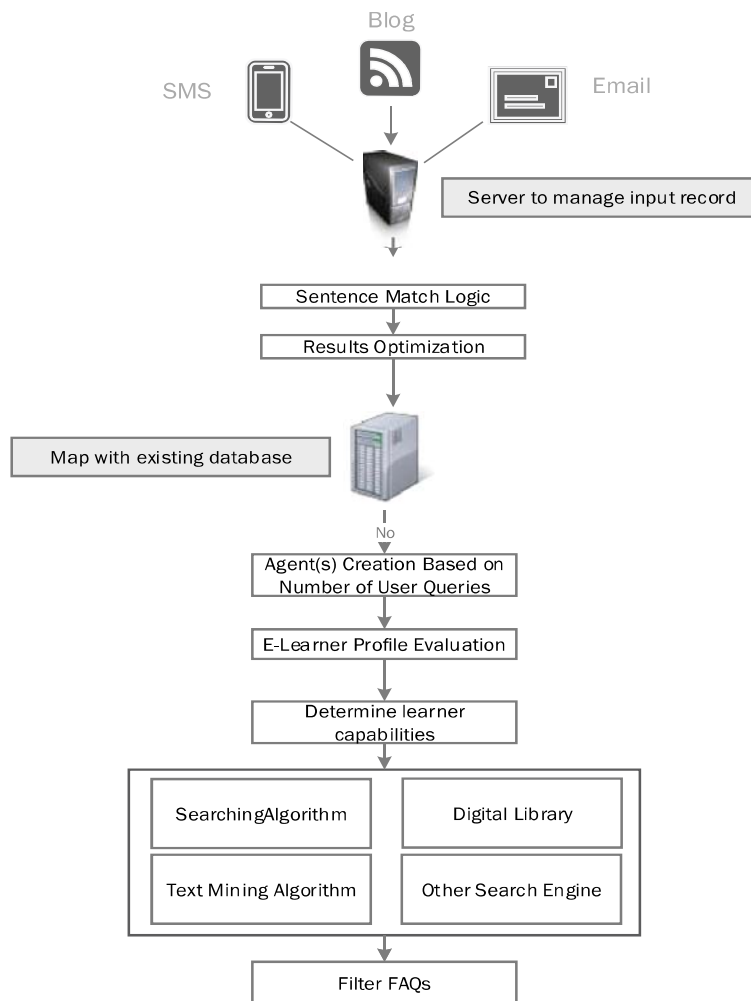 Blog
SMS
Email
Server to manage input record
Sentence Match Logic
Results Optimization
Map with existing database
No
Agent(s) Creation Based on
Number of User Queries
E-Learner Profile Evaluation
Determine learner
capabilities
SearchingAlgorithm
Digital Library
Text Mining Algorithm
Other Search Engine
Filter FAQs